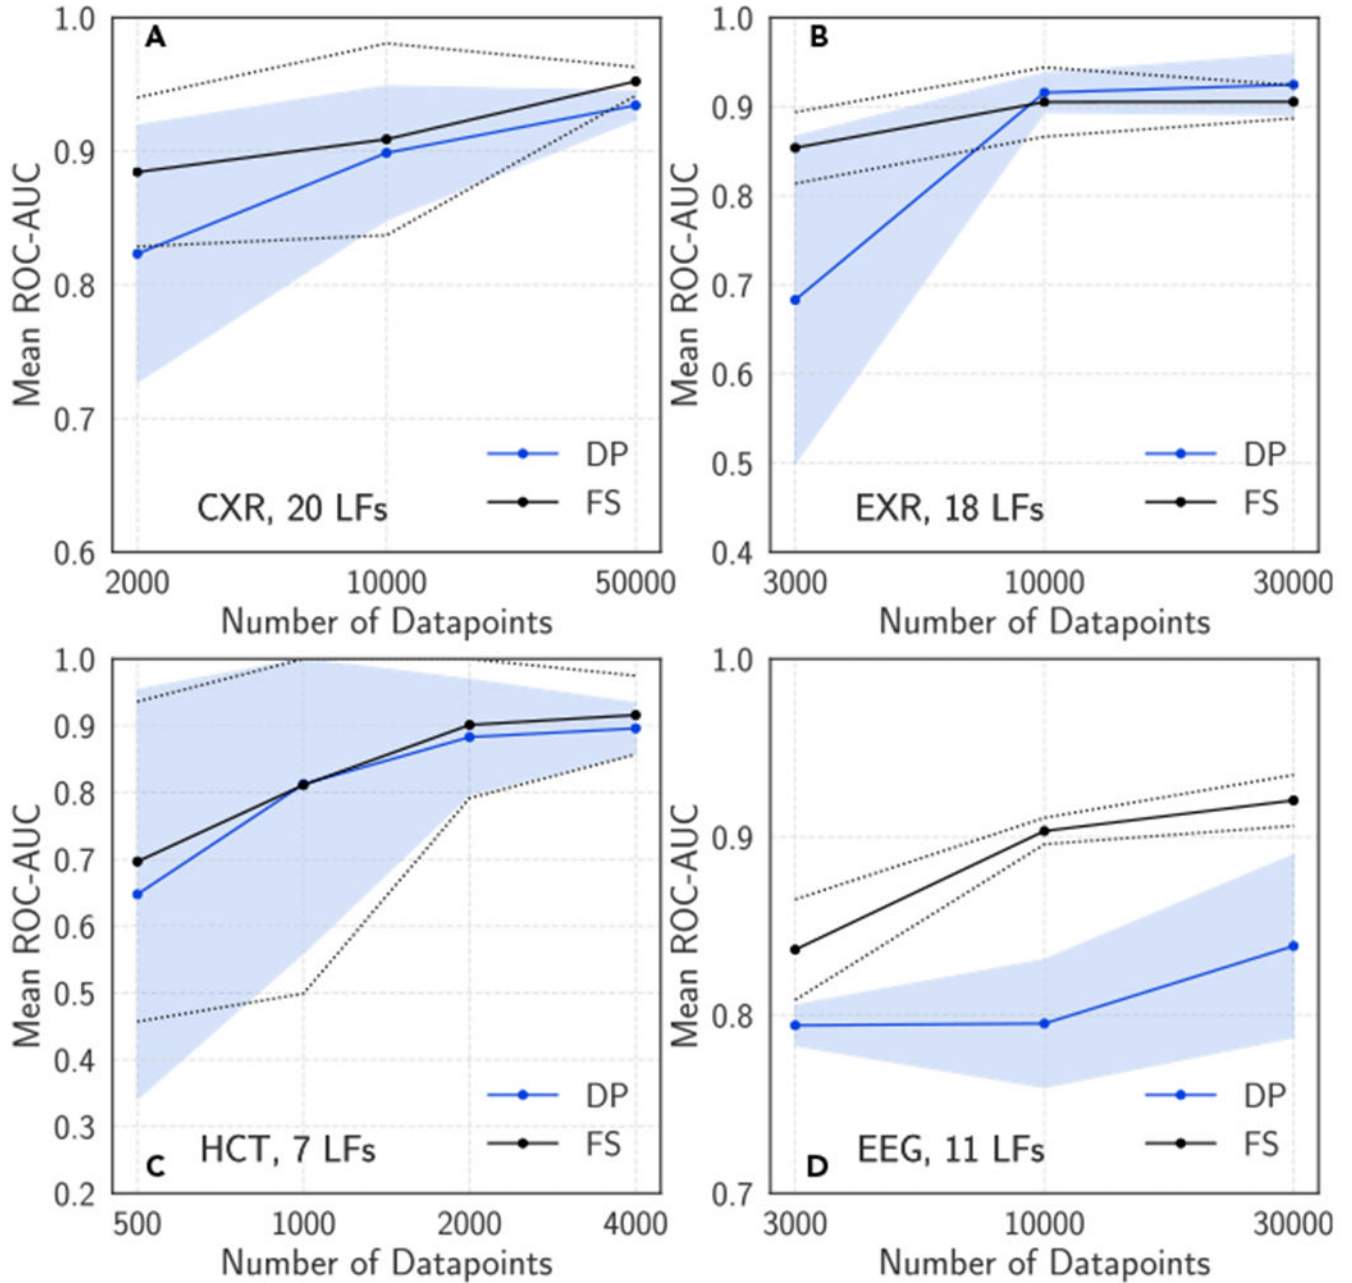 A
1.0
0.9
0.8
0.7
0.6
Mean ROC-AUC
DP
FS
CXR, 20 LFs
2000 10000 50000
Number of Datapoints
B
1.0
0.9
0.8
0.7
0.6
0.5
0.4
Mean ROC-AUC
DP
FS
EXR, 18 LFs
3000 10000 30000
Number of Datapoints
1.0
0.9
0.8
0.7
0.6
0.5
0.4
0.3
0.2
Mean ROC-AUC
DP
FS
HCT, 7 LFs
C
500 1000 2000 4000
Number of Datapoints
1.0
0.9
0.8
0.7
Mean ROC-AUC
DP
FS
EEG, 11 LFs
D
3000 10000 30000
Number of Datapoints